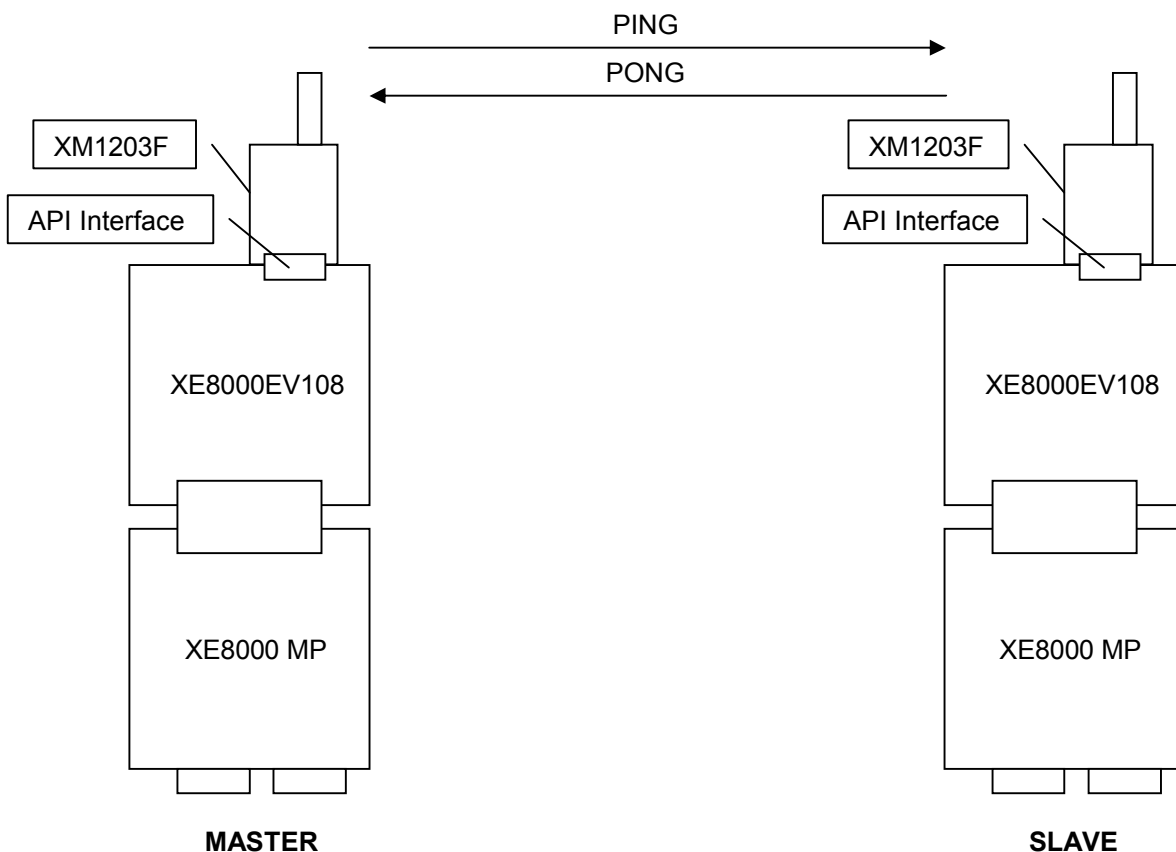 PING
PONG
XM1203F
XM1203F
API Interface
API Interface
XE8000EV108
XE8000EV108
XE8000 MP
XE8000 MP
MASTER
SLAVE